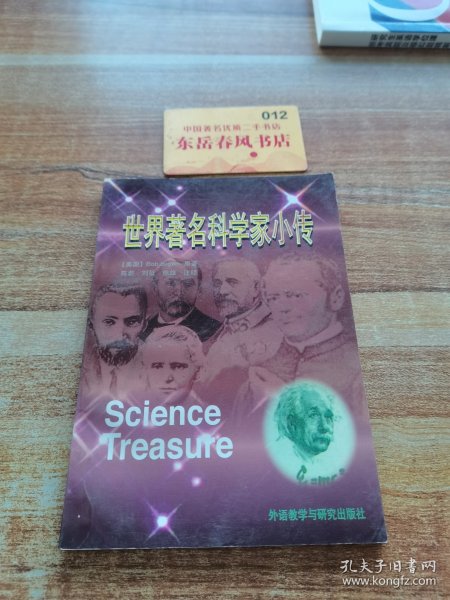 012
中国著名优质二手书店
东岳春风书店
世界著名科学家小传
Science
Treasure
外语教学与研究出版社
孔夫子旧书网
www.kongfz.com